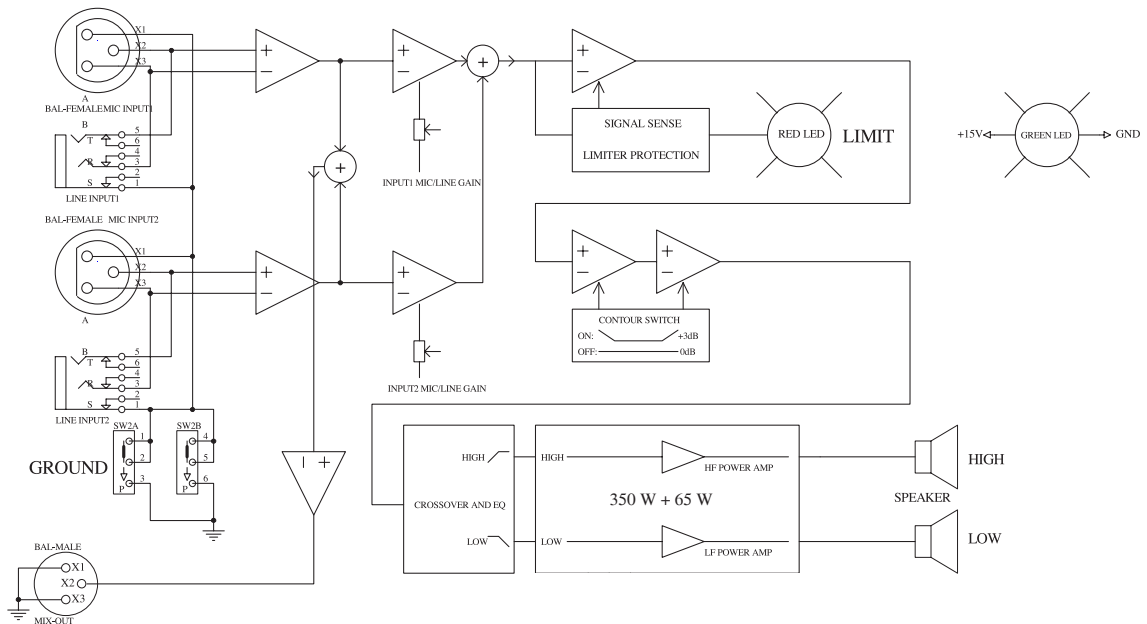 X1
X2
X3
A
BAL-FEMALE MIC INPUT1
B
T
R
S
5
6
4
3
2
1
LINE INPUT1
BAL-FEMALE MIC INPUT2
X1
X2
X3
A
B
T
R
S
5
6
4
3
2
1
LINE INPUT2
SW2A
1
2
3
P
SW2B
4
5
6
P
GROUND
BAL-MALE
X1
X2
X3
MIX-OUT
+
−
+
−
+
+
−
INPUT1 MIC/LINE GAIN
+
+
−
+
−
INPUT2 MIC/LINE GAIN
− +
+
−
SIGNAL SENSE
LIMITER PROTECTION
RED LED
LIMIT
+15V
GREEN LED
GND
+
−
+
−
CONTOUR SWITCH
ON: +3dB
OFF: 0dB
CROSSOVER AND EQ
HIGH
LOW
HIGH
HF POWER AMP
350 W + 65 W
LOW
LF POWER AMP
HIGH
SPEAKER
LOW